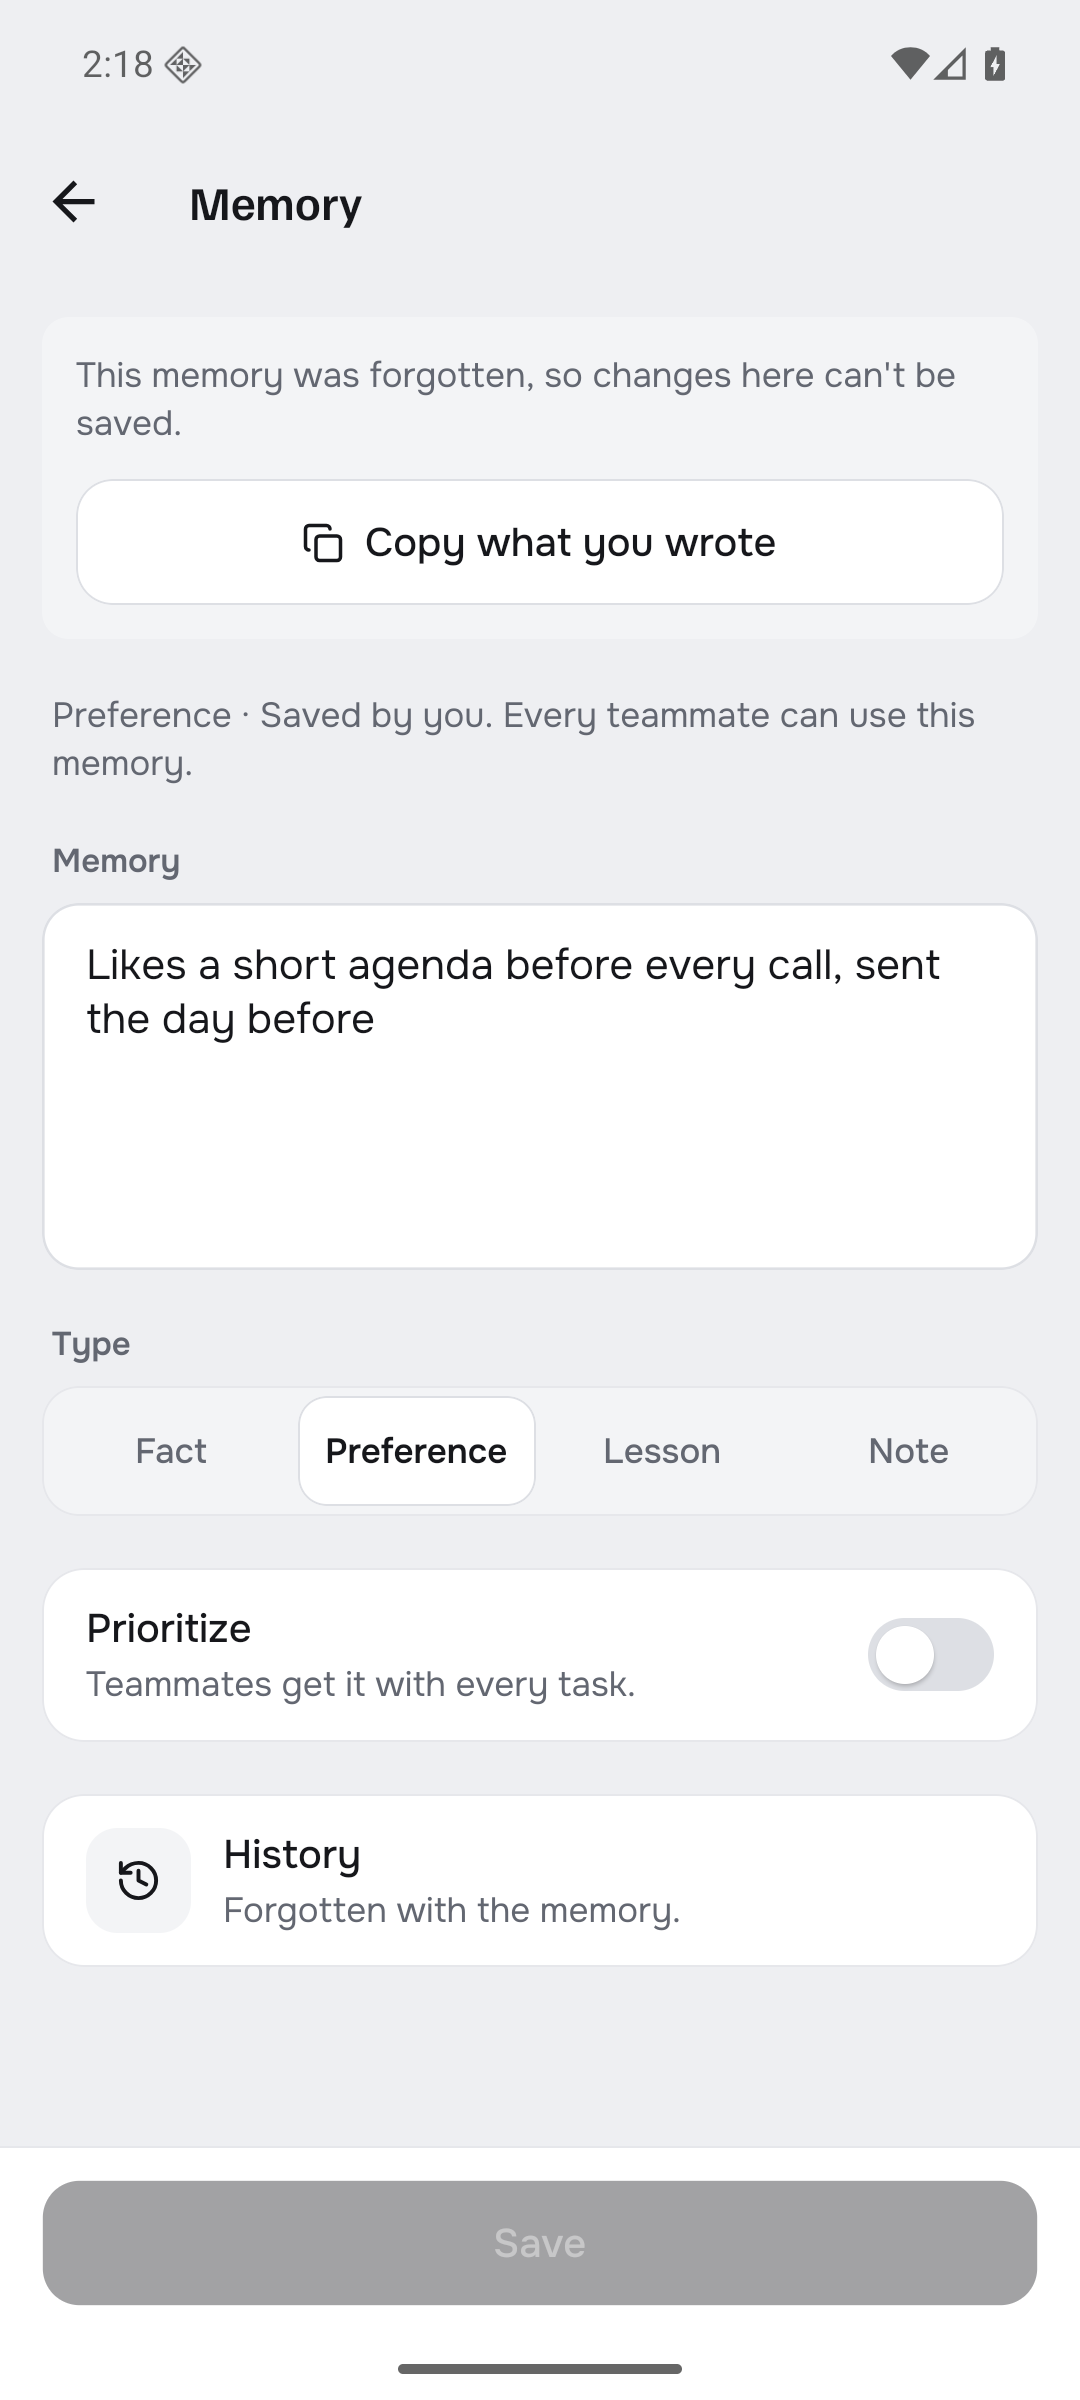 2:18
Memory
This memory was forgotten, so changes here can't be
saved.
Copy what you wrote
Preference · Saved by you. Every teammate can use this
memory.
Memory
Likes a short agenda before every call, sent
the day before
Type
Fact
Preference
Lesson
Note
Prioritize
Teammates get it with every task.
History
Forgotten with the memory.
Save